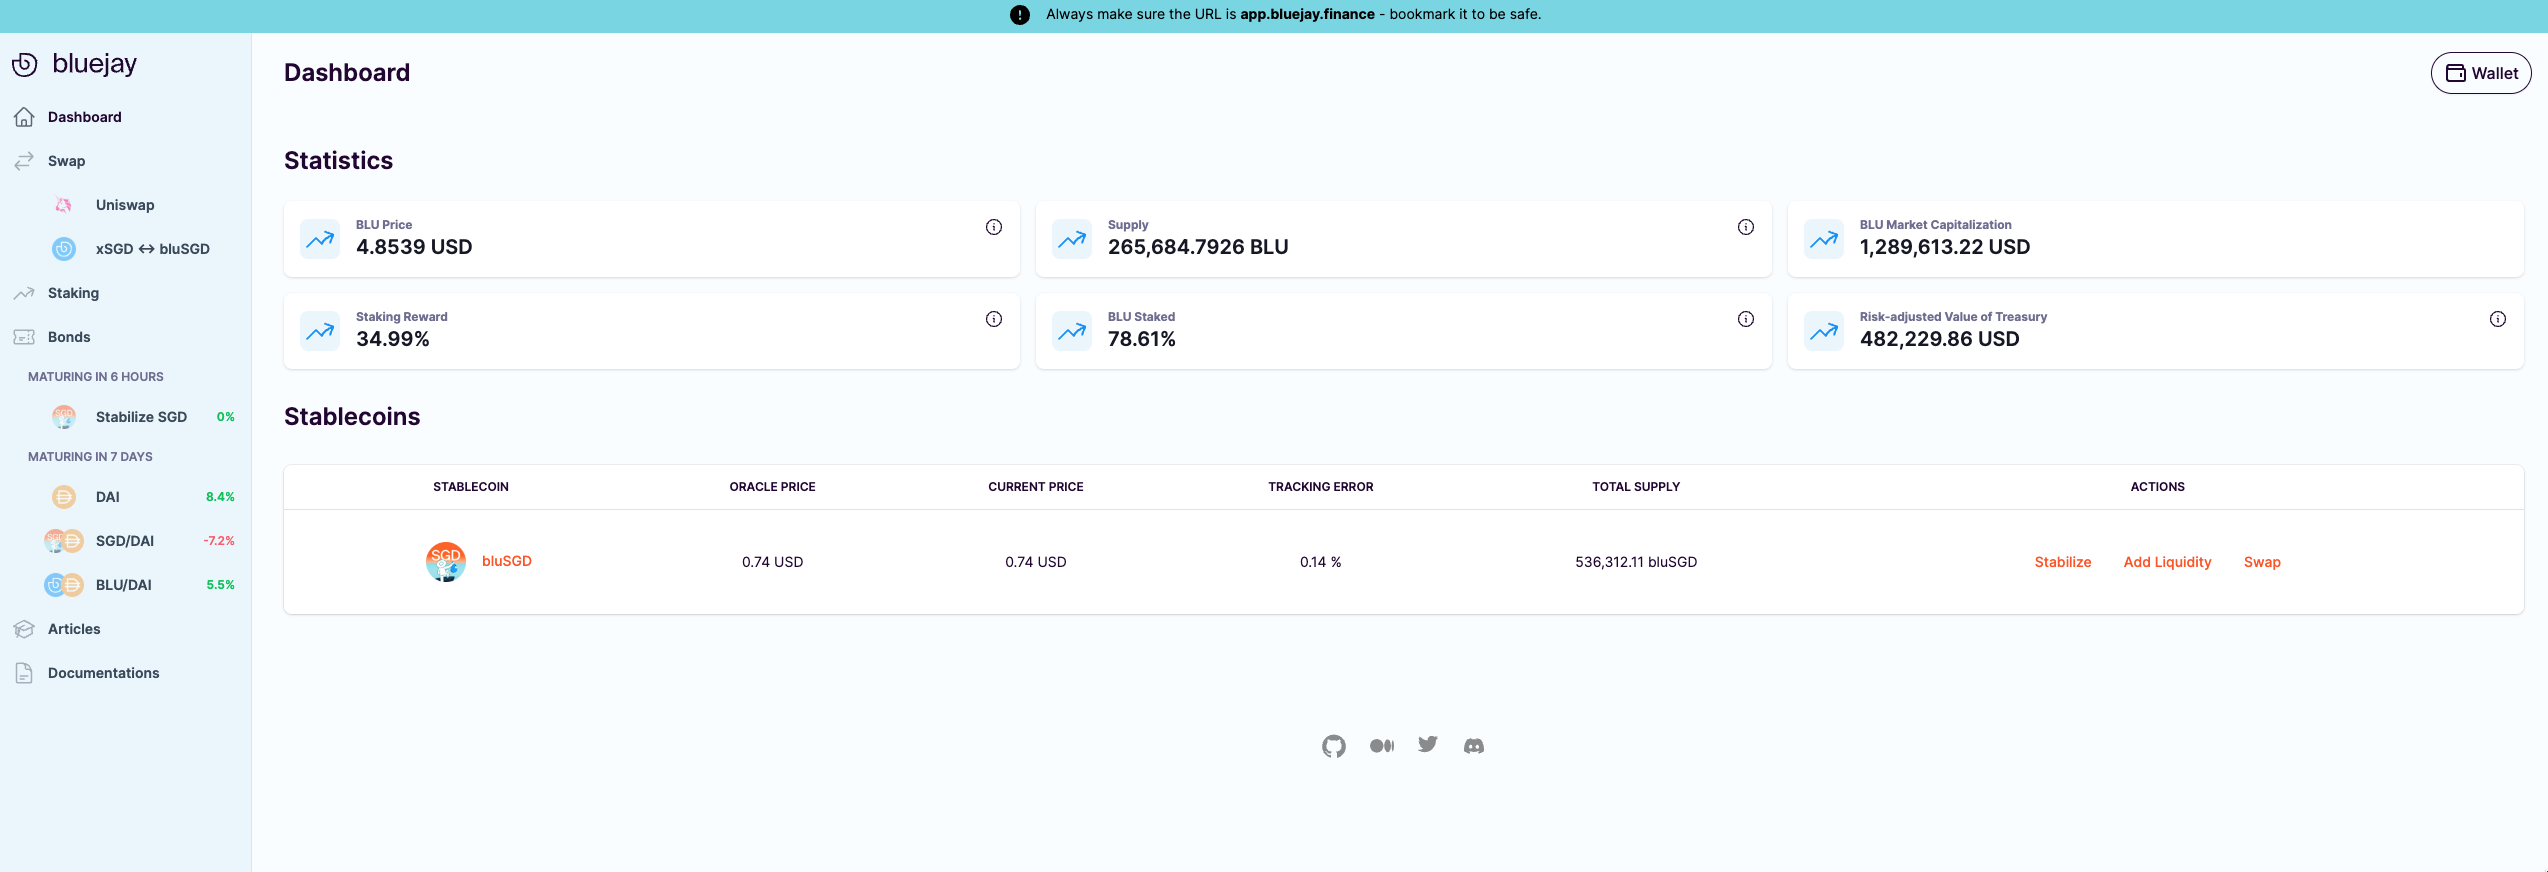 Always make sure the URL is app.bluejay.finance - bookmark it to be safe.
bluejay
Dashboard
Swap
Uniswap
xSGD ↔ bluSGD
Staking
Bonds
MATURING IN 6 HOURS
Stabilize SGD 0%
MATURING IN 7 DAYS
DAI 8.4%
SGD/DAI -7.2%
BLU/DAI 5.5%
Articles
Documentations
Dashboard
Wallet
Statistics
BLU Price
4.8539 USD
Supply
265,684.7926 BLU
BLU Market Capitalization
1,289,613.22 USD
Staking Reward
34.99%
BLU Staked
78.61%
Risk-adjusted Value of Treasury
482,229.86 USD
Stablecoins
STABLECOIN ORACLE PRICE CURRENT PRICE TRACKING ERROR TOTAL SUPPLY ACTIONS
SGD bluSGD 0.74 USD 0.74 USD 0.14 % 536,312.11 bluSGD Stabilize Add Liquidity Swap